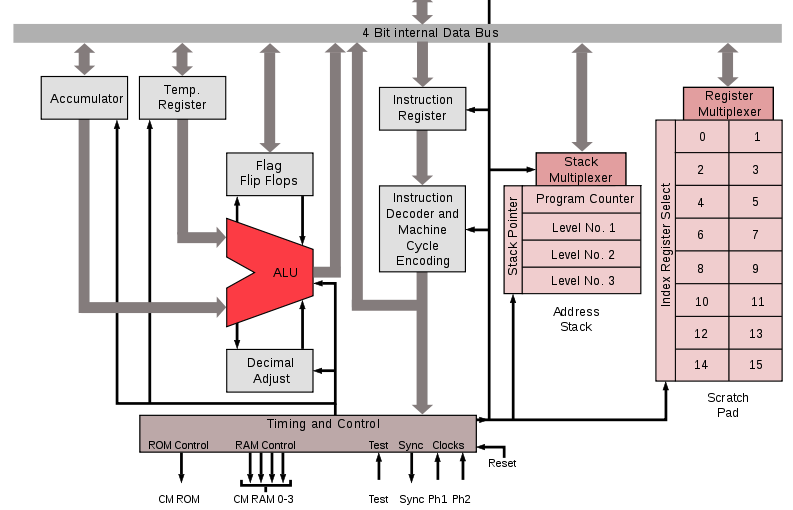 4 Bit internal Data Bus
Accumulator
Temp.
Register
Flag
Flip Flops
ALU
Decimal
Adjust
Instruction
Register
Instruction
Decoder and
Machine
Cycle
Encoding
Stack
Multiplexer
Stack Pointer
Program Counter
Level No. 1
Level No. 2
Level No. 3
Address
Stack
Register
Multiplexer
Index Register Select
0 1
2 3
4 5
6 7
8 9
10 11
12 13
14 15
Scratch
Pad
Timing and Control
ROM Control RAM Control Test Sync Clocks
Reset
CM ROM CM RAM 0-3 Test Sync Ph1 Ph2